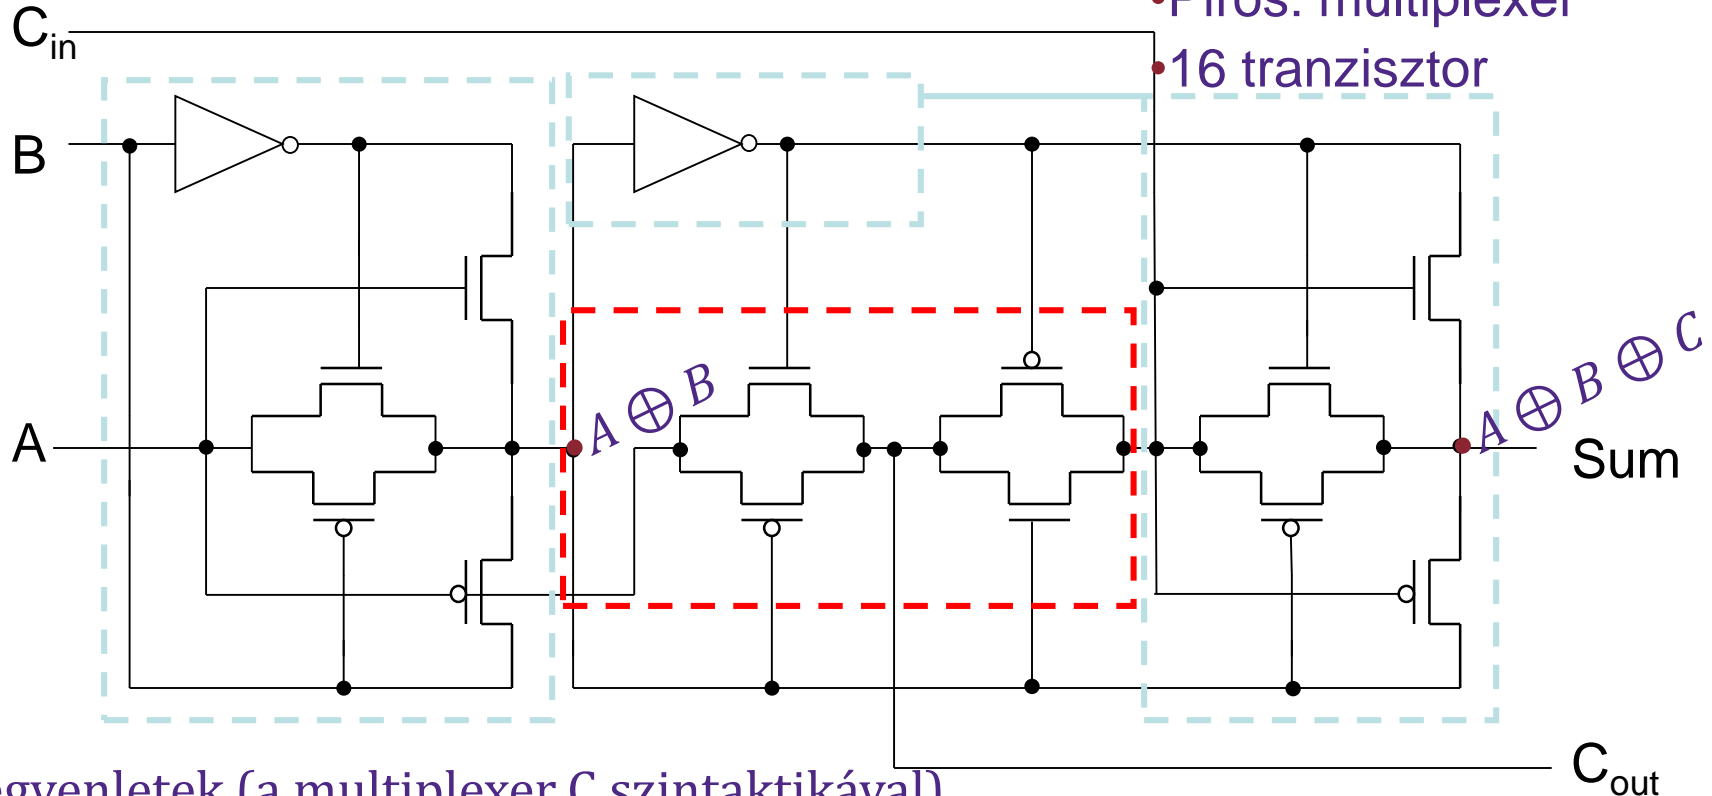 •Piros: multiplexer
•16 tranzisztor
C_in
B
A
A ⊕ B
A ⊕ B ⊕ C
Sum
C_out
egyenletek (a multiplexer C szintaktikával)